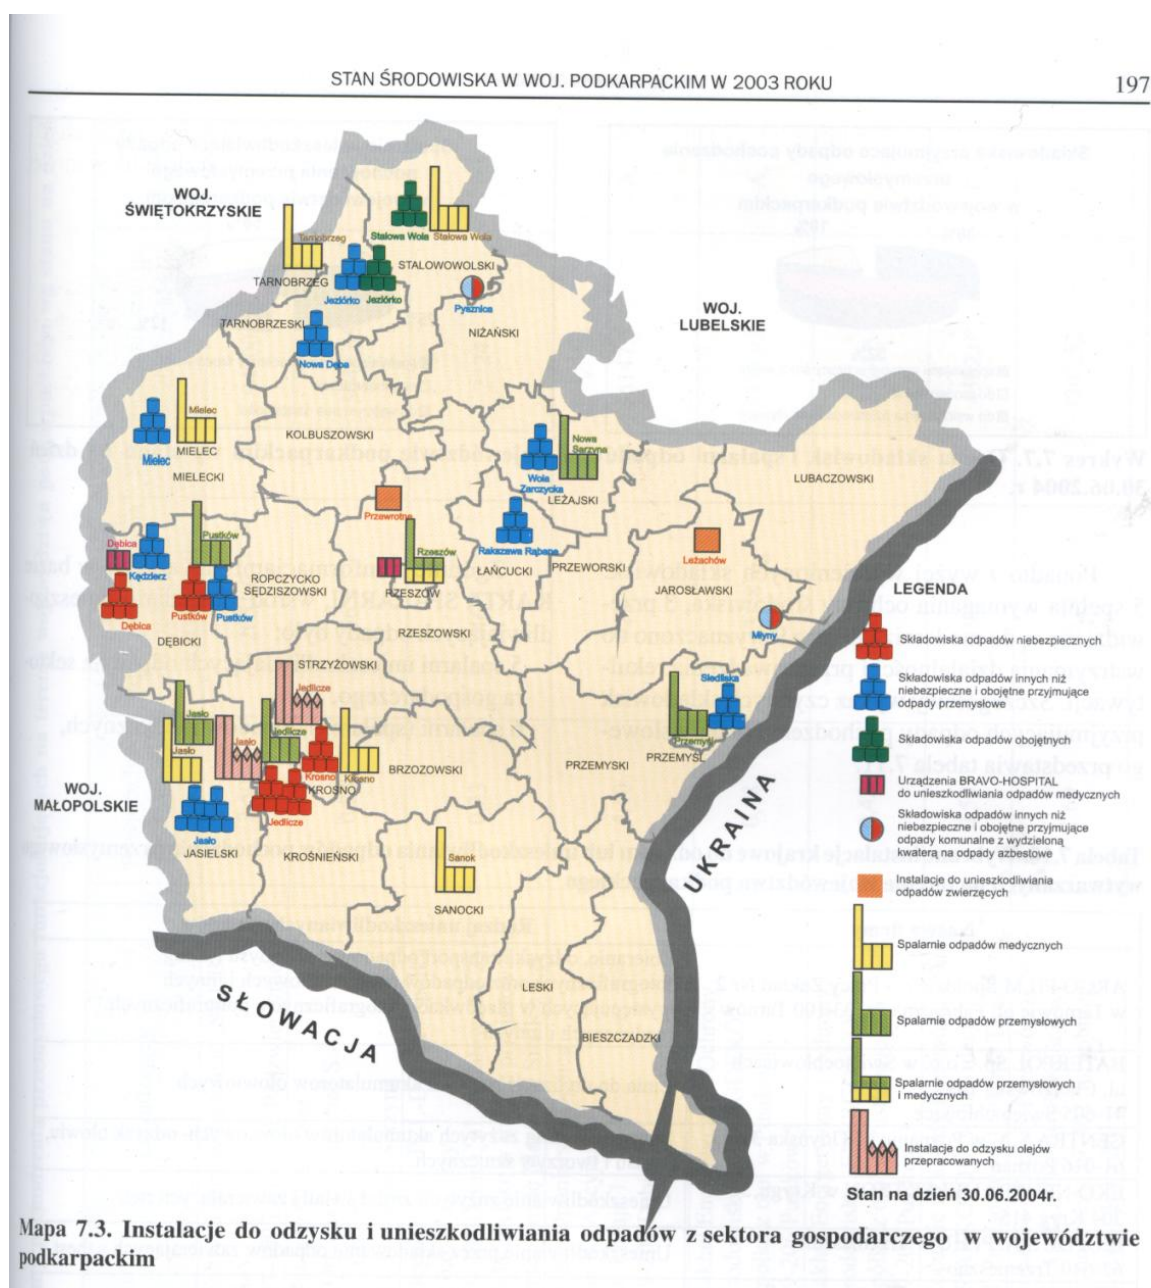 STAN ŚRODOWISKA W WOJ. PODKARPACKIM W 2003 ROKU
197
WOJ.
ŚWIĘTOKRZYSKIE
Tarnobrzeg
TARNOBRZEG
Stalowa Wola
Stalowa Wola
STALOWOWOLSKI
Jeziórko
Jeziórko
Pysznica
WOJ.
LUBELSKIE
TARNOBRZESKI
NIŻAŃSKI
Nowa Dęba
Mielec
Mielec
MIELEC
MIELECKI
KOLBUSZOWSKI
Nowa
Sarzyna
Wola
Żarczycka
LEŻAJSKI
LUBACZOWSKI
Przewrotne
Leżachów
Dębica
Kędzierz
Pustków
Rakszawa Rąbane
ŁAŃCUCKI
PRZEWORSKI
JAROSŁAWSKI
Rzeszów
RZESZÓW
ROPCZYCKO
SĘDZISZOWSKI
Dębica
Pustków
Pustków
DĘBICKI
RZESZOWSKI
Młyny
STRZYŻOWSKI
Jedlicze
Siedliska
Przemyśl
PRZEMYŚL
PRZEMYSKI
Jasło
Jasło
Jasło
Jedlicze
Krosno
Krosno
KROSNO
BRZOZOWSKI
Jedlicze
WOJ.
MAŁOPOLSKIE
Jasło
JASIELSKI
KROŚNIEŃSKI
Sanok
SANOCKI
LESKI
BIESZCZADZKI
UKRAINA
SŁOWACJA
LEGENDA
Składowiska odpadów niebezpiecznych
Składowiska odpadów innych niż
niebezpieczne i obojętne przyjmujące
odpady przemysłowe
Składowiska odpadów obojętnych
Urządzenia BRAVO-HOSPITAL
do unieszkodliwiania odpadów medycznych
Składowiska odpadów innych niż
niebezpieczne i obojętne przyjmujące
odpady komunalne z wydzieloną
kwaterą na odpady azbestowe
Instalacje do unieszkodliwiania
odpadów zwierzęcych
Spalarnie odpadów medycznych
Spalarnie odpadów przemysłowych
Spalarnie odpadów przemysłowych
i medycznych
Instalacje do odzysku olejów
przepracowanych
Stan na dzień 30.06.2004r.
Mapa 7.3. Instalacje do odzysku i unieszkodliwiania odpadów z sektora gospodarczego w województwie
podkarpackim